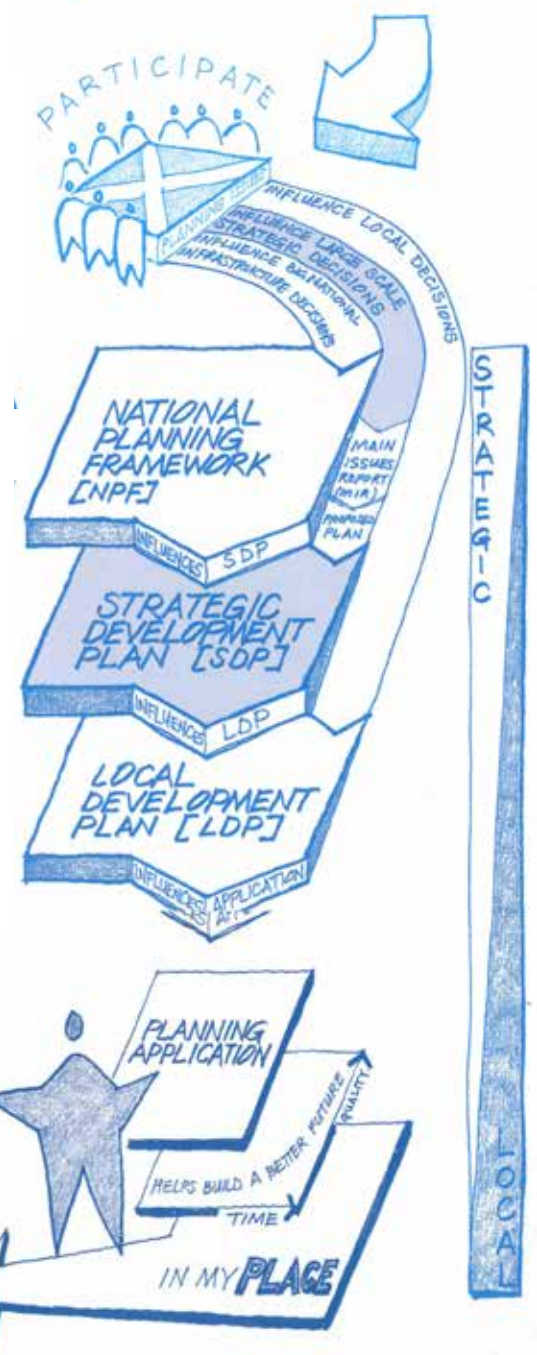 PARTICIPATE
PLANNING
INFLUENCE LOCAL DECISIONS
INFLUENCE LARGE SCALE
STRATEGIC DECISIONS
INFLUENCE BIG NATIONAL
INFRASTRUCTURE DECISIONS
NATIONAL
PLANNING
FRAMEWORK
[NPF]
MAIN
ISSUES
REPORT
(MIR)
PROPOSED
PLAN
INFLUENCES SDP
STRATEGIC
DEVELOPMENT
PLAN [SDP]
INFLUENCES LDP
LOCAL
DEVELOPMENT
PLAN [LDP]
INFLUENCES APPLICATION
PLANNING
APPLICATION
HELPS BUILD A BETTER FUTURE
QUALITY
TIME
IN MY PLACE
STRATEGIC
LOCAL